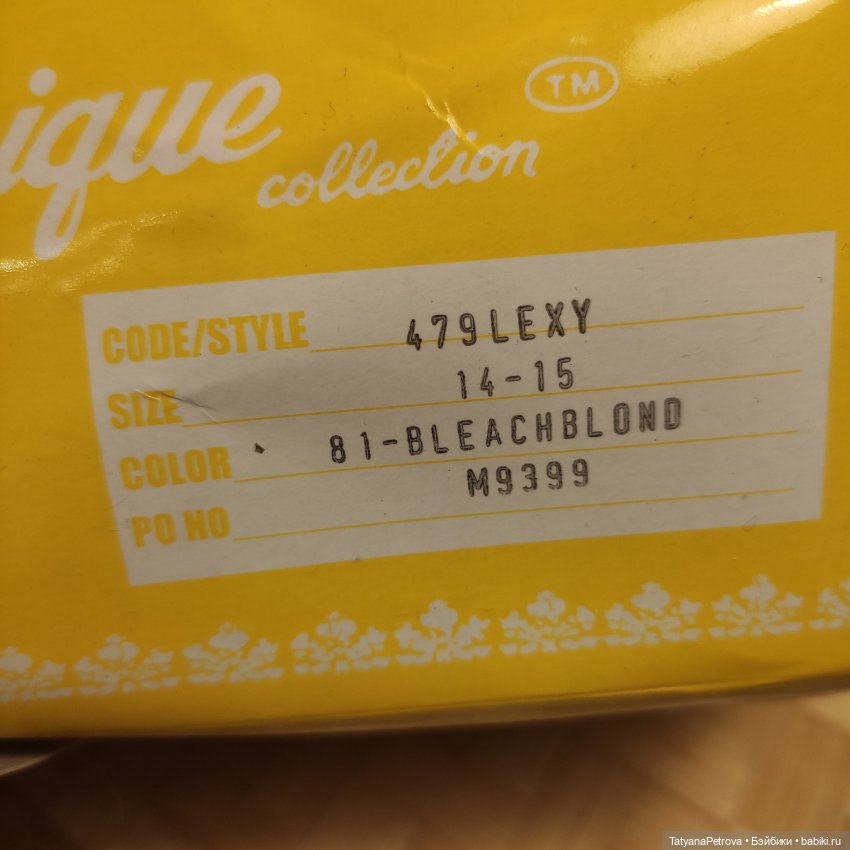 ique
collection TM
CODE/STYLE 479LEXY
SIZE 14-15
COLOR 81-BLEACHBLOND
PO NO M9399
TatyanaPetrova • Бэйбики • babiki.ru